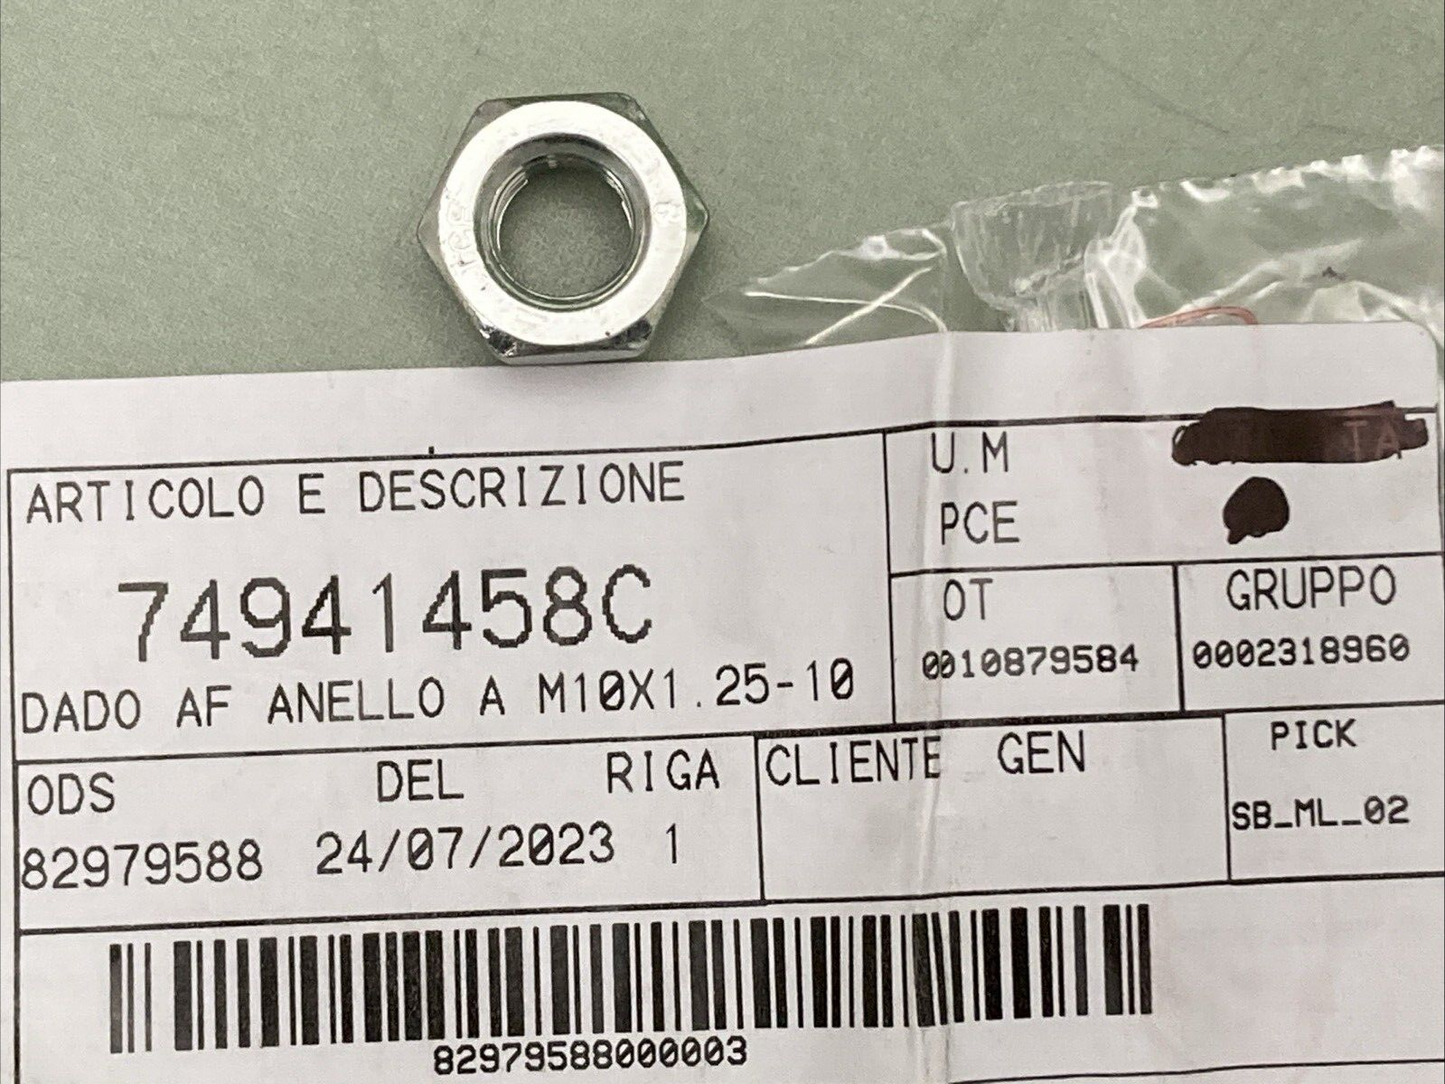 ARTICOLO E DESCRIZIONE
74941458C
DADO AF ANELLO A M10X1.25-10
U.M
PCE
TA
OT
0010879584
GRUPPO
0002318960
ODS DEL RIGA
82979588 24/07/2023 1
CLIENTE GEN
PICK
SB_ML_02
82979588000003